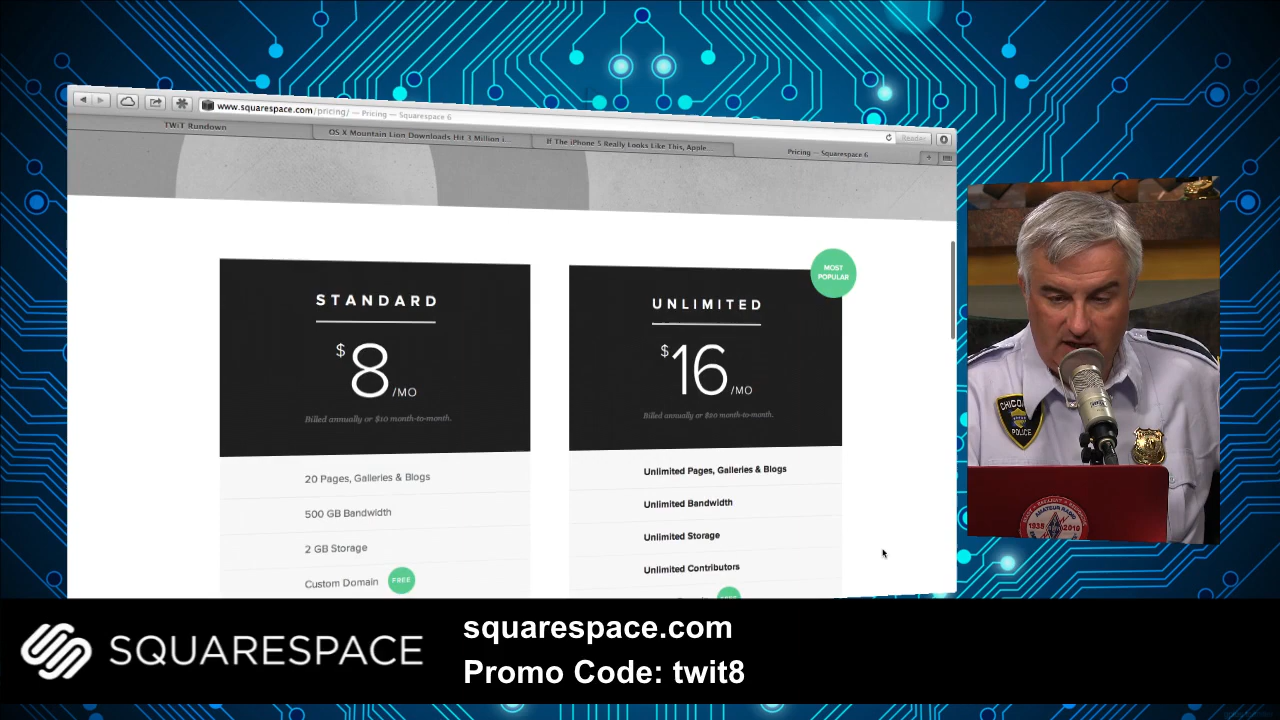 www.squarespace.com/pricing/ — Pricing — Squarespace 6
Reader
TWiT Rundown
OS X Mountain Lion Downloads Hit 3 Million i
If The iPhone 5 Really Looks Like This, Apple...
Pricing — Squarespace 6
MOST
POPULAR
STANDARD
$8/MO
Billed annually or $10 month-to-month.
20 Pages, Galleries & Blogs
500 GB Bandwidth
2 GB Storage
Custom Domain FREE
UNLIMITED
$16/MO
Billed annually or $20 month-to-month.
Unlimited Pages, Galleries & Blogs
Unlimited Bandwidth
Unlimited Storage
Unlimited Contributors
POLICE
AMATEUR RADIO
SQUARESPACE
squarespace.com
Promo Code: twit8